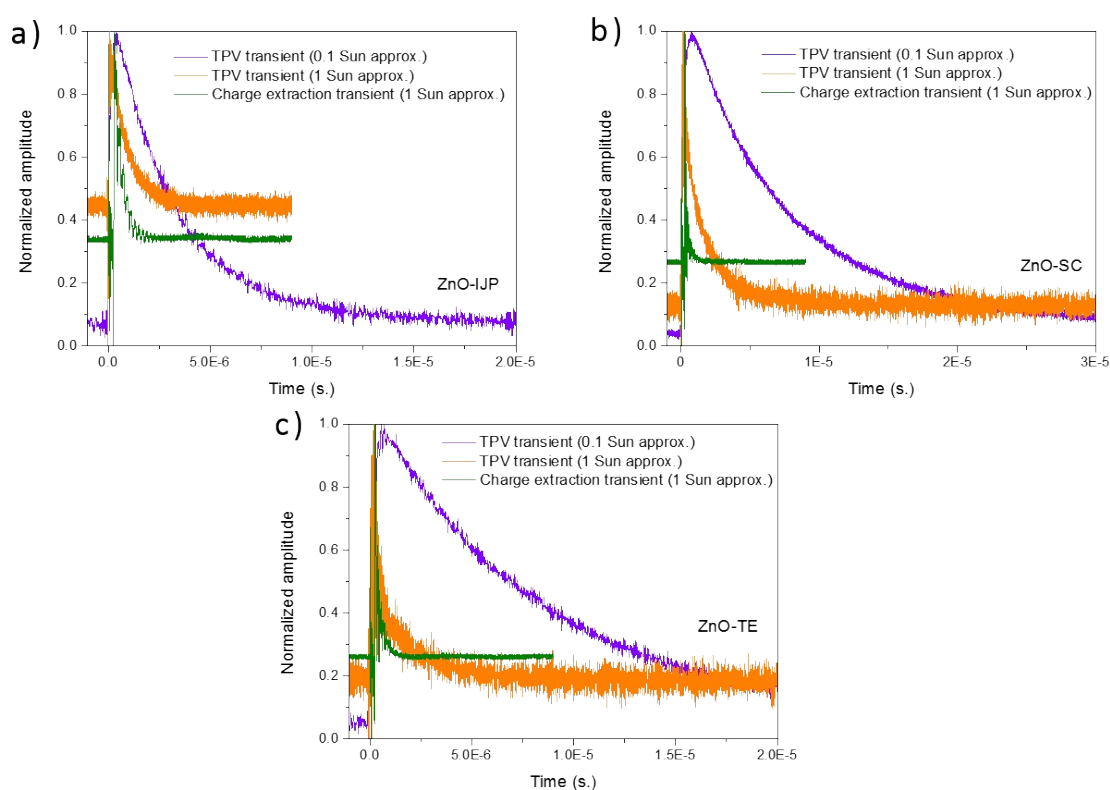 a)
1.0
0.8
0.6
0.4
0.2
0.0
Normalized amplitude
TPV transient (0.1 Sun approx.)
TPV transient (1 Sun approx.)
Charge extraction transient (1 Sun approx.)
ZnO-IJP
0.0 5.0E-6 1.0E-5 1.5E-5 2.0E-5
Time (s.)
b)
1.0
0.8
0.6
0.4
0.2
0.0
Normalized amplitude
TPV transient (0.1 Sun approx.)
TPV transient (1 Sun approx.)
Charge extraction transient (1 Sun approx.)
ZnO-SC
0 1E-5 2E-5 3E-5
Time (s.)
c)
1.0
0.8
0.6
0.4
0.2
0.0
Normalized amplitude
TPV transient (0.1 Sun approx.)
TPV transient (1 Sun approx.)
Charge extraction transient (1 Sun approx.)
ZnO-TE
0.0 5.0E-6 1.0E-5 1.5E-5 2.0E-5
Time (s.)